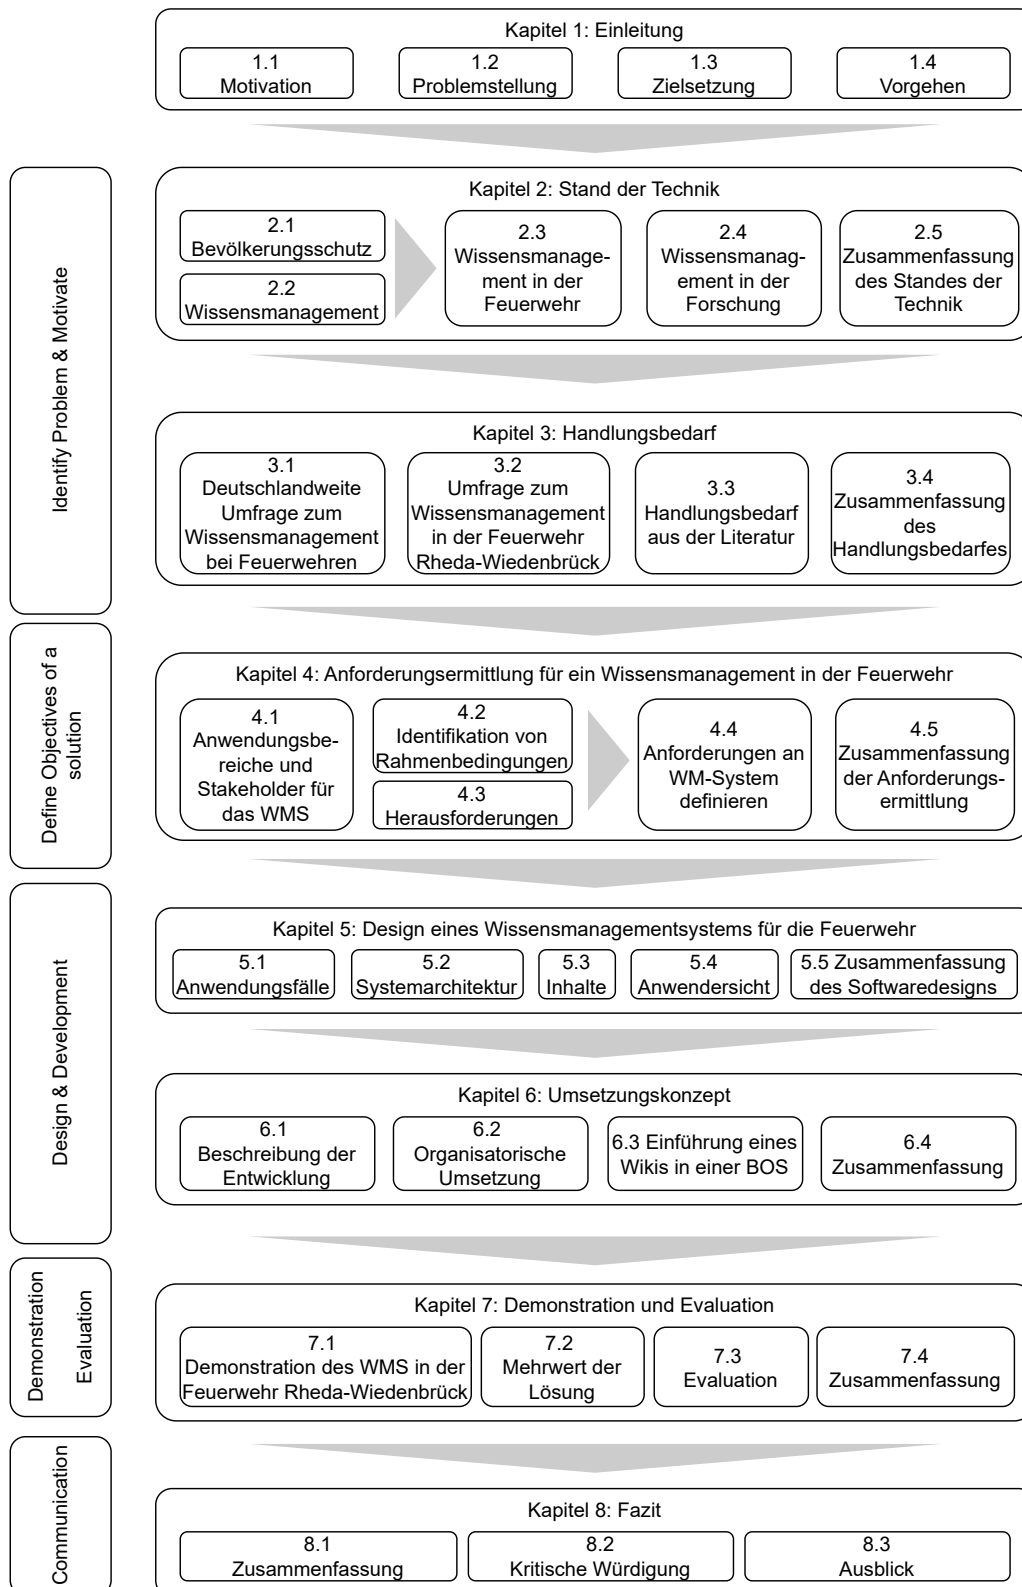 Kapitel 1: Einleitung
1.1
Motivation
1.2
Problemstellung
1.3
Zielsetzung
1.4
Vorgehen
Identify Problem & Motivate
Kapitel 2: Stand der Technik
2.1
Bevölkerungsschutz
2.2
Wissensmanagement
2.3
Wissensmanage-
ment in der
Feuerwehr
2.4
Wissensmanag-
ement in der
Forschung
2.5
Zusammenfassung
des Standes der
Technik
Kapitel 3: Handlungsbedarf
3.1
Deutschlandweite
Umfrage zum
Wissensmanagement
bei Feuerwehren
3.2
Umfrage zum
Wissensmanagement
in der Feuerwehr
Rheda-Wiedenbrück
3.3
Handlungsbedarf
aus der Literatur
3.4
Zusammenfassung
des
Handlungsbedarfes
Define Objectives of a
solution
Kapitel 4: Anforderungsermittlung für ein Wissensmanagement in der Feuerwehr
4.1
Anwendungsbe-
reiche und
Stakeholder für
das WMS
4.2
Identifikation von
Rahmenbedingungen
4.3
Herausforderungen
4.4
Anforderungen an
WM-System
definieren
4.5
Zusammenfassung
der Anforderungs-
ermittlung
Design & Development
Kapitel 5: Design eines Wissensmanagementsystems für die Feuerwehr
5.1
Anwendungsfälle
5.2
Systemarchitektur
5.3
Inhalte
5.4
Anwendersicht
5.5 Zusammenfassung
des Softwaredesigns
Kapitel 6: Umsetzungskonzept
6.1
Beschreibung der
Entwicklung
6.2
Organisatorische
Umsetzung
6.3 Einführung eines
Wikis in einer BOS
6.4
Zusammenfassung
Demonstration
Evaluation
Kapitel 7: Demonstration und Evaluation
7.1
Demonstration des WMS in der
Feuerwehr Rheda-Wiedenbrück
7.2
Mehrwert der
Lösung
7.3
Evaluation
7.4
Zusammenfassung
Communication
Kapitel 8: Fazit
8.1
Zusammenfassung
8.2
Kritische Würdigung
8.3
Ausblick